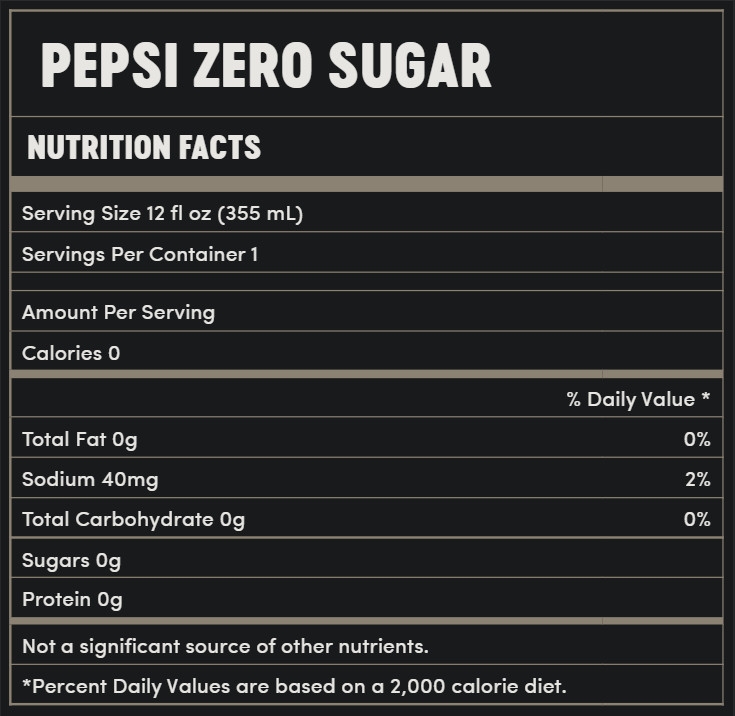 PEPSI ZERO SUGAR
NUTRITION FACTS
Serving Size 12 fl oz (355 mL)
Servings Per Container 1
Amount Per Serving
Calories 0
% Daily Value *
Total Fat 0g 0%
Sodium 40mg 2%
Total Carbohydrate 0g 0%
Sugars 0g
Protein 0g
Not a significant source of other nutrients.
*Percent Daily Values are based on a 2,000 calorie diet.